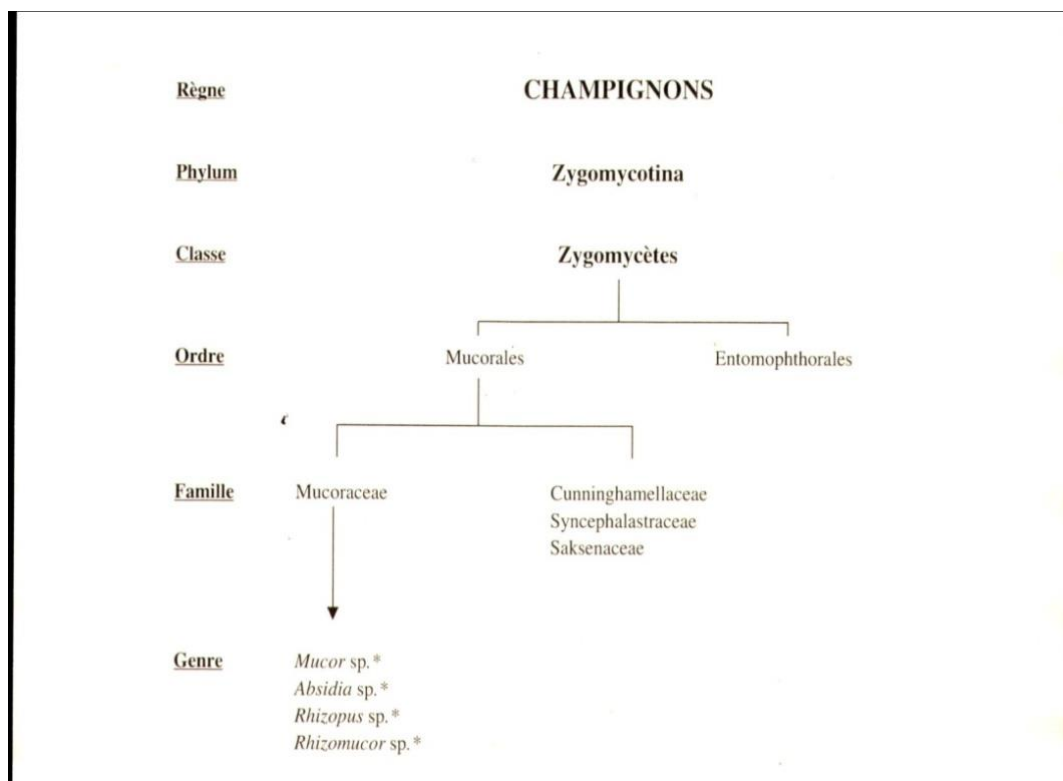 Règne CHAMPIGNONS
Phylum Zygomycotina
Classe Zygomycètes
Ordre Mucorales Entomophthorales
Famille Mucoraceae Cunninghamellaceae
Syncephalastraceae
Saksenaceae
Genre Mucor sp.*
Absidia sp.*
Rhizopus sp.*
Rhizomucor sp.*